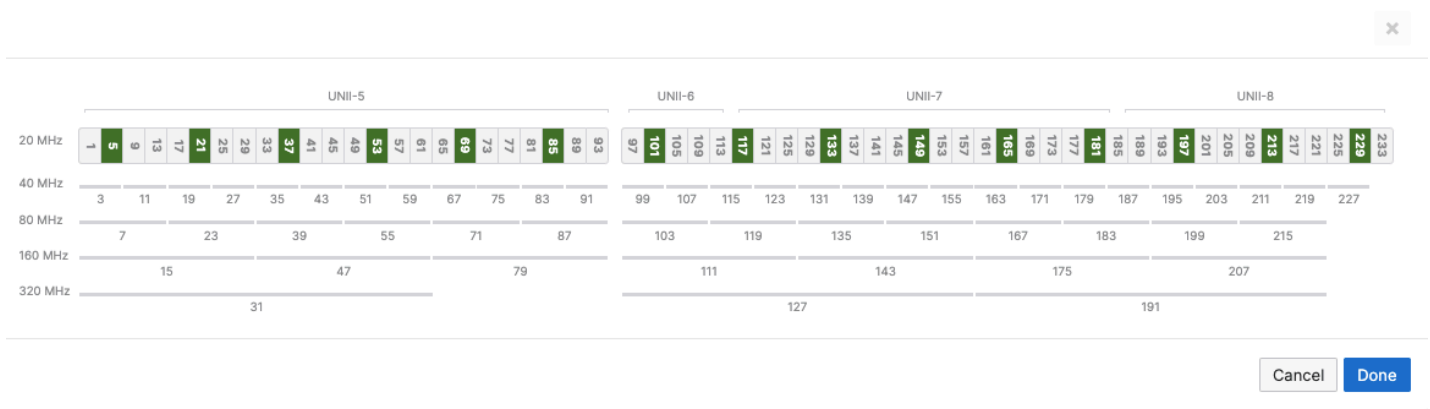 ×
UNII-5 UNII-6 UNII-7 UNII-8
20 MHz 1 5 9 13 17 21 25 29 33 37 41 45 49 53 57 61 65 69 73 77 81 85 89 93 97 101 105 109 113 117 121 125 129 133 137 141 145 149 153 157 161 165 169 173 177 181 185 189 193 197 201 205 209 213 217 221 225 229 233
40 MHz
3 11 19 27 35 43 51 59 67 75 83 91 99 107 115 123 131 139 147 155 163 171 179 187 195 203 211 219 227
80 MHz
7 23 39 55 71 87 103 119 135 151 167 183 199 215
160 MHz
15 47 79 111 143 175 207
320 MHz
31 127 191
Cancel Done